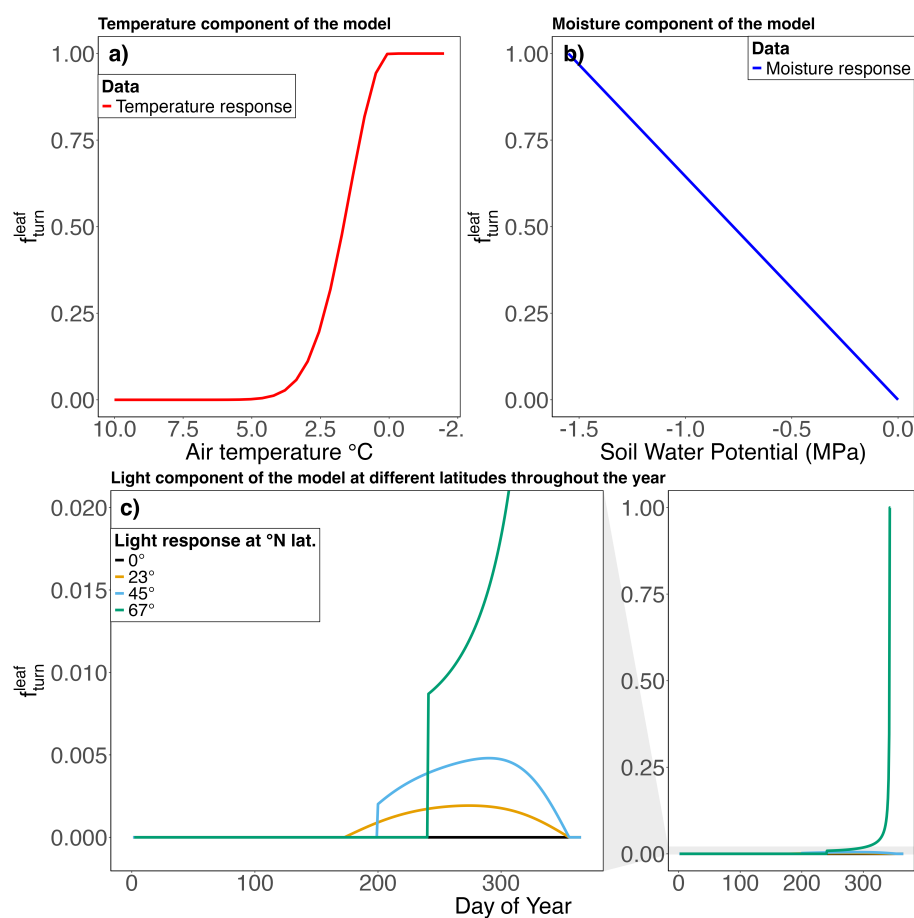 Temperature component of the model
a)
Data
Temperature response
1.00
0.75
0.50
0.25
0.00
f leaf turn
10.0 7.5 5.0 2.5 0.0 -2.
Air temperature °C
Moisture component of the model
b)
Data
Moisture response
1.00
0.75
0.50
0.25
0.00
f leaf turn
-1.5 -1.0 -0.5 0.0
Soil Water Potential (MPa)
Light component of the model at different latitudes throughout the year
c)
Light response at °N lat.
0°
23°
45°
67°
0.020
0.015
0.010
0.005
0.000
f leaf turn
0 100 200 300
1.00
0.75
0.50
0.25
0.00
0 100 200 300
Day of Year